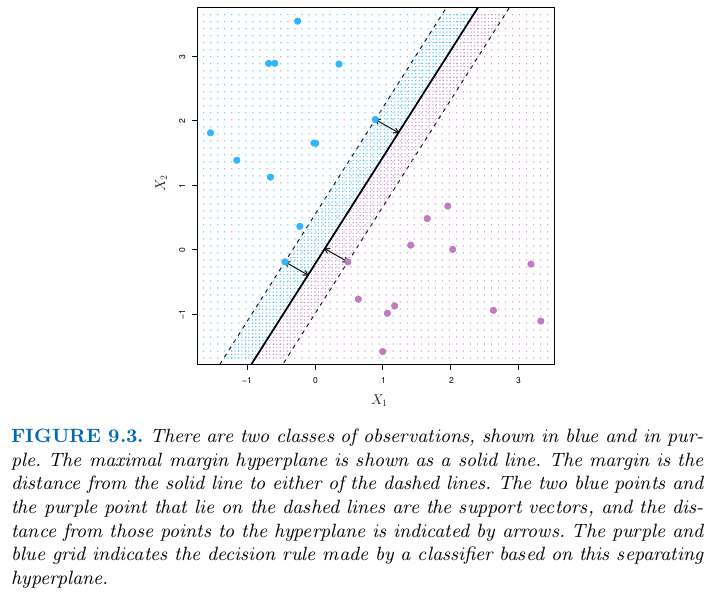 3
2
1
0
−1
X2
−1
0
1
2
3
X1
FIGURE 9.3. There are two classes of observations, shown in blue and in pur-
ple. The maximal margin hyperplane is shown as a solid line. The margin is the
distance from the solid line to either of the dashed lines. The two blue points and
the purple point that lie on the dashed lines are the support vectors, and the dis-
tance from those points to the hyperplane is indicated by arrows. The purple and
blue grid indicates the decision rule made by a classifier based on this separating
hyperplane.